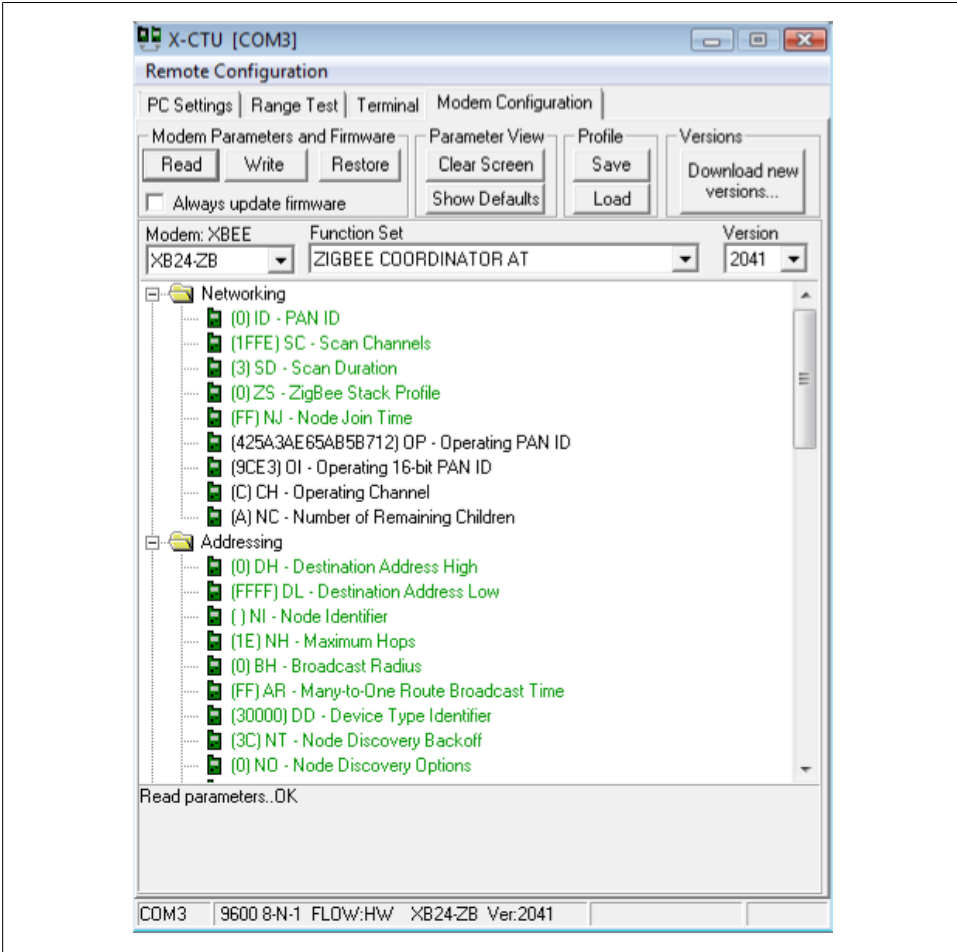 X-CTU [COM3]
Remote Configuration
PC Settings Range Test Terminal Modem Configuration
Modem Parameters and Firmware Parameter View Profile Versions
Read Write Restore Clear Screen Save Download new versions...
Always update firmware Show Defaults Load
Modem: XBEE Function Set Version
XB24-ZB ZIGBEE COORDINATOR AT 2041
Networking
(0) ID - PAN ID
(1FFE) SC - Scan Channels
(3) SD - Scan Duration
(0) ZS - ZigBee Stack Profile
(FF) NJ - Node Join Time
(425A3AE65AB5B712) OP - Operating PAN ID
(9CE3) OI - Operating 16-bit PAN ID
(C) CH - Operating Channel
(A) NC - Number of Remaining Children
Addressing
(0) DH - Destination Address High
(FFFF) DL - Destination Address Low
( ) NI - Node Identifier
(1E) NH - Maximum Hops
(0) BH - Broadcast Radius
(FF) AR - Many-to-One Route Broadcast Time
(30000) DD - Device Type Identifier
(3C) NT - Node Discovery Backoff
(0) NO - Node Discovery Options
Read parameters..OK
COM3 9600 8-N-1 FLOW:HW XB24-ZB Ver:2041